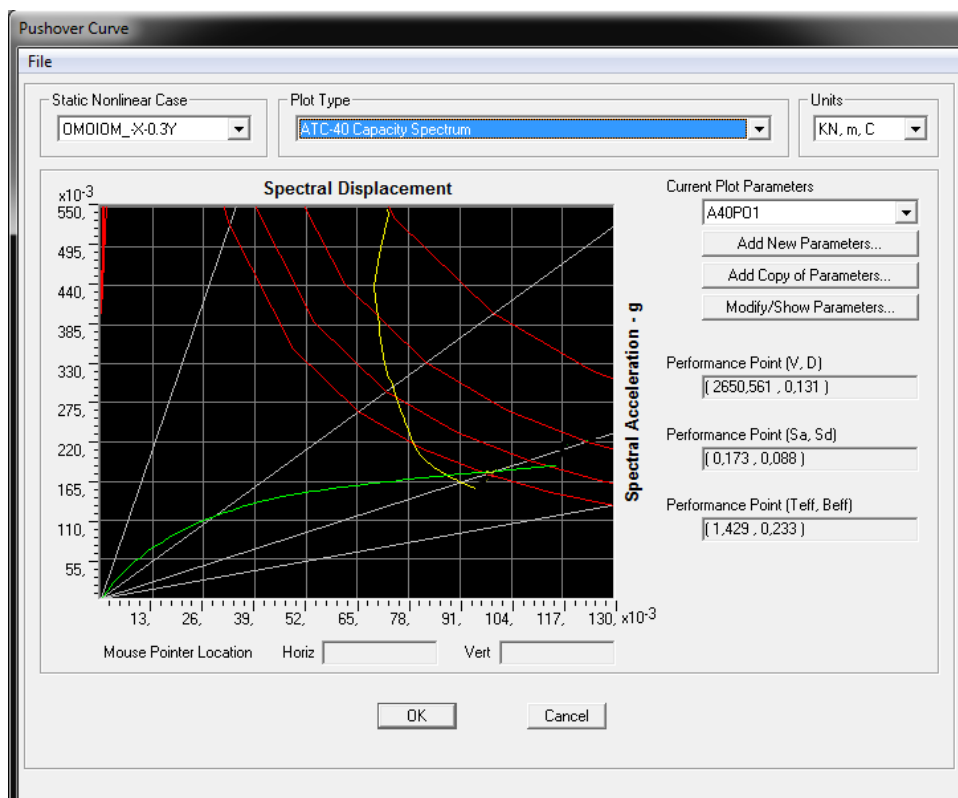 Pushover Curve
File
Static Nonlinear Case
OMOIOM_-X-0.3Y
Plot Type
ATC-40 Capacity Spectrum
Units
KN, m, C
Spectral Displacement
x10-3
550,
495,
440,
385,
330,
275,
220,
165,
110,
55,
13,
26,
39,
52,
65,
78,
91,
104,
117,
130,
x10-3
Spectral Acceleration - g
Mouse Pointer Location
Horiz
Vert
Current Plot Parameters
A40PO1
Add New Parameters...
Add Copy of Parameters...
Modify/Show Parameters...
Performance Point (V, D)
( 2650,561 , 0,131 )
Performance Point (Sa, Sd)
( 0,173 , 0,088 )
Performance Point (Teff, Beff)
( 1,429 , 0,233 )
OK
Cancel